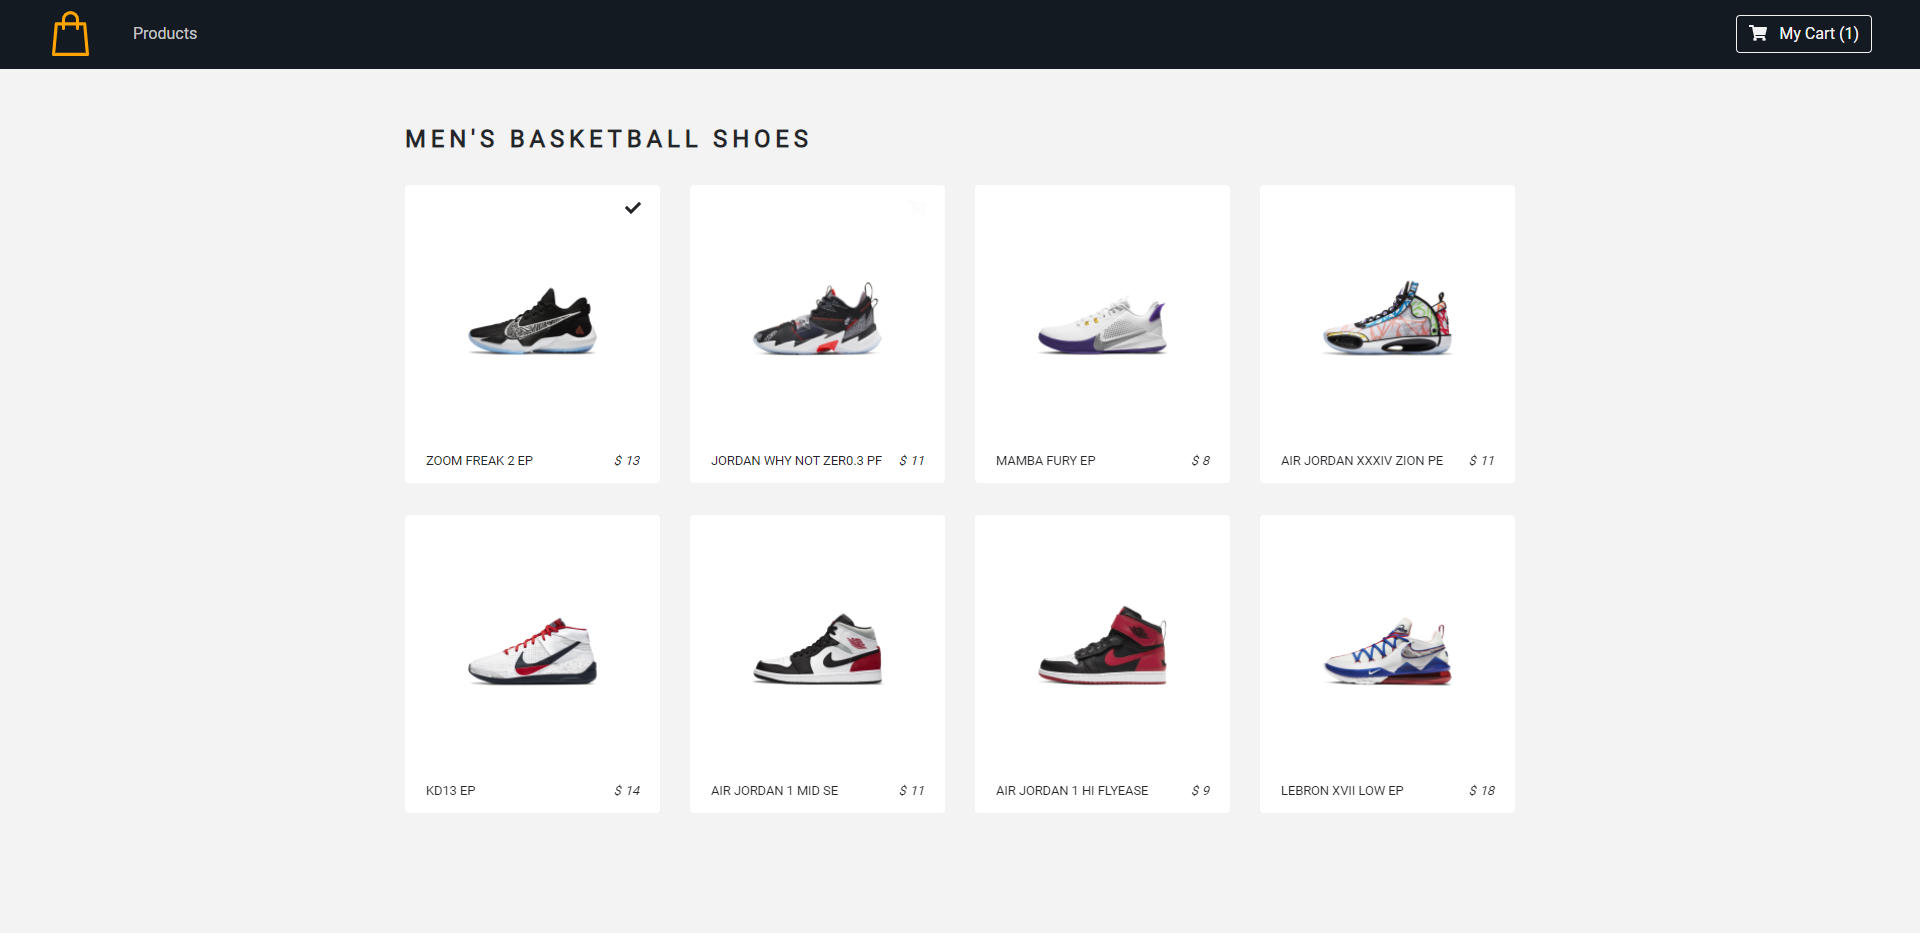 Products
My Cart (1)
MEN'S BASKETBALL SHOES
ZOOM FREAK 2 EP $ 13
JORDAN WHY NOT ZER0.3 PF $ 11
MAMBA FURY EP $ 8
AIR JORDAN XXXIV ZION PE $ 11
KD13 EP $ 14
AIR JORDAN 1 MID SE $ 11
AIR JORDAN 1 HI FLYEASE $ 9
LEBRON XVII LOW EP $ 18